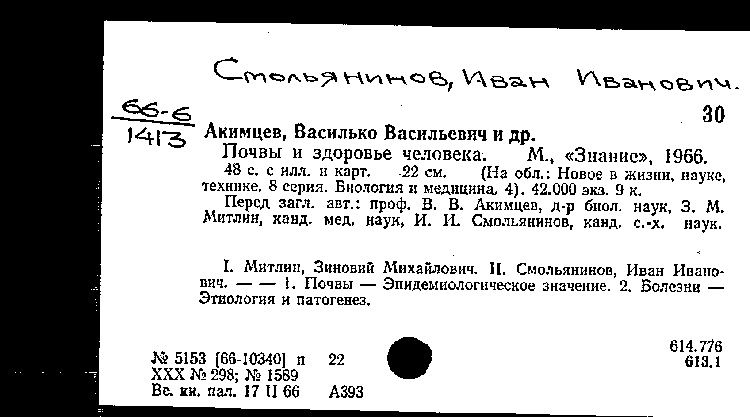 Смольянинов, Иван Иванович.
66-6
1413
30
Акимцев, Василько Васильевич и др.
Почвы и здоровье человека. М., «Знание», 1966.
48 с. с илл. и карт. 22 см. (На обл.: Новое в жизни, науке,
технике. 8 серия. Биология и медицина, 4). 42.000 экз. 9 к.
Перед загл. авт.: проф. В. В. Акимцев, д-р биол. наук, З. М.
Митлин, канд. мед. наук, И. И. Смольянинов, канд. с.-х. наук.
I. Митлин, Зиновий Михайлович. II. Смольянинов, Иван Ивано-
вич. — — 1. Почвы — Эпидемиологическое значение. 2. Болезни —
Этиология и патогенез.
614.776
613.1
№ 5153 [66-10340] п 22
XXX № 298; № 1589
Вс. кн. пал. 17 II 66 А393